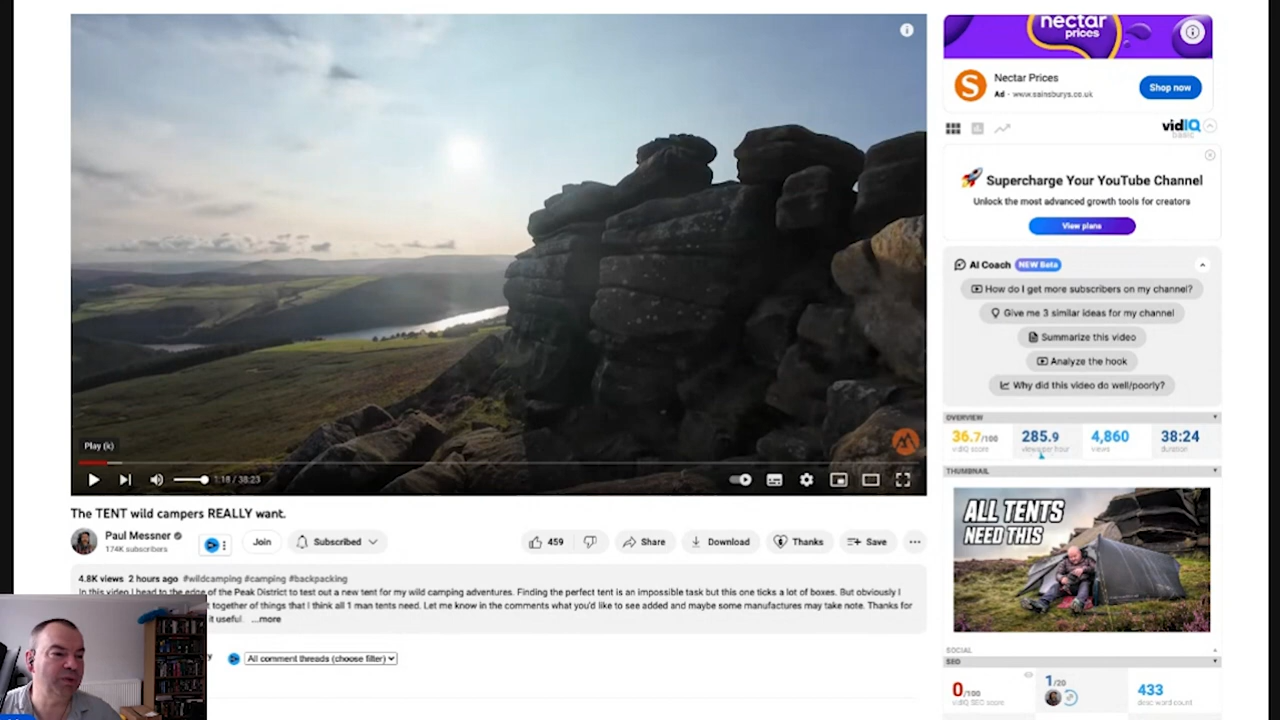 nectar
prices
Nectar Prices
Ad · www.sainsburys.co.uk
Shop now
vidIQ
basic
Supercharge Your YouTube Channel
Unlock the most advanced growth tools for creators
View plans
AI Coach NEW Beta
How do I get more subscribers on my channel?
Give me 3 similar ideas for my channel
Summarize this video
Analyze the hook
Why did this video do well/poorly?
OVERVIEW
36.7/100 285.9 4,860 38:24
vidIQ score views per hour views duration
THUMBNAIL
ALL TENTS
NEED THIS
SOCIAL
SEO
0/100 1/20 433
vidIQ SEO score desc word count
Play (k)
1:18 / 38:23
The TENT wild campers REALLY want.
Paul Messner
174K subscribers
Join
Subscribed
459
Share
Download
Thanks
Save
4.8K views 2 hours ago #wildcamping #camping #backpacking
In this video I head to the edge of the Peak District to test out a new tent for my wild camping adventures. Finding the perfect tent is an impossible task but this one ticks a lot of boxes. But obviously I
together of things that I think all 1 man tents need. Let me know in the comments what you'd like to see added and maybe some manufactures may take note. Thanks for
it useful. ...more
All comment threads (choose filter)